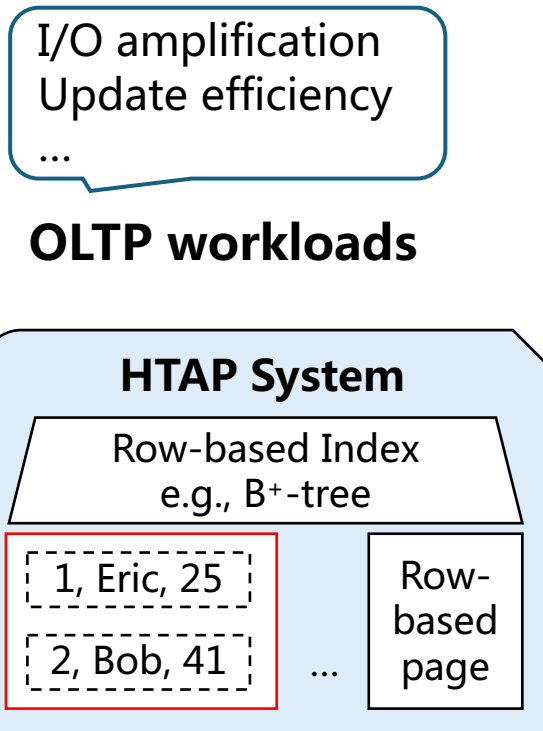 I/O amplification
Update efficiency
...
OLTP workloads
HTAP System
Row-based Index
e.g., B⁺-tree
1, Eric, 25
2, Bob, 41
...
Row-
based
page